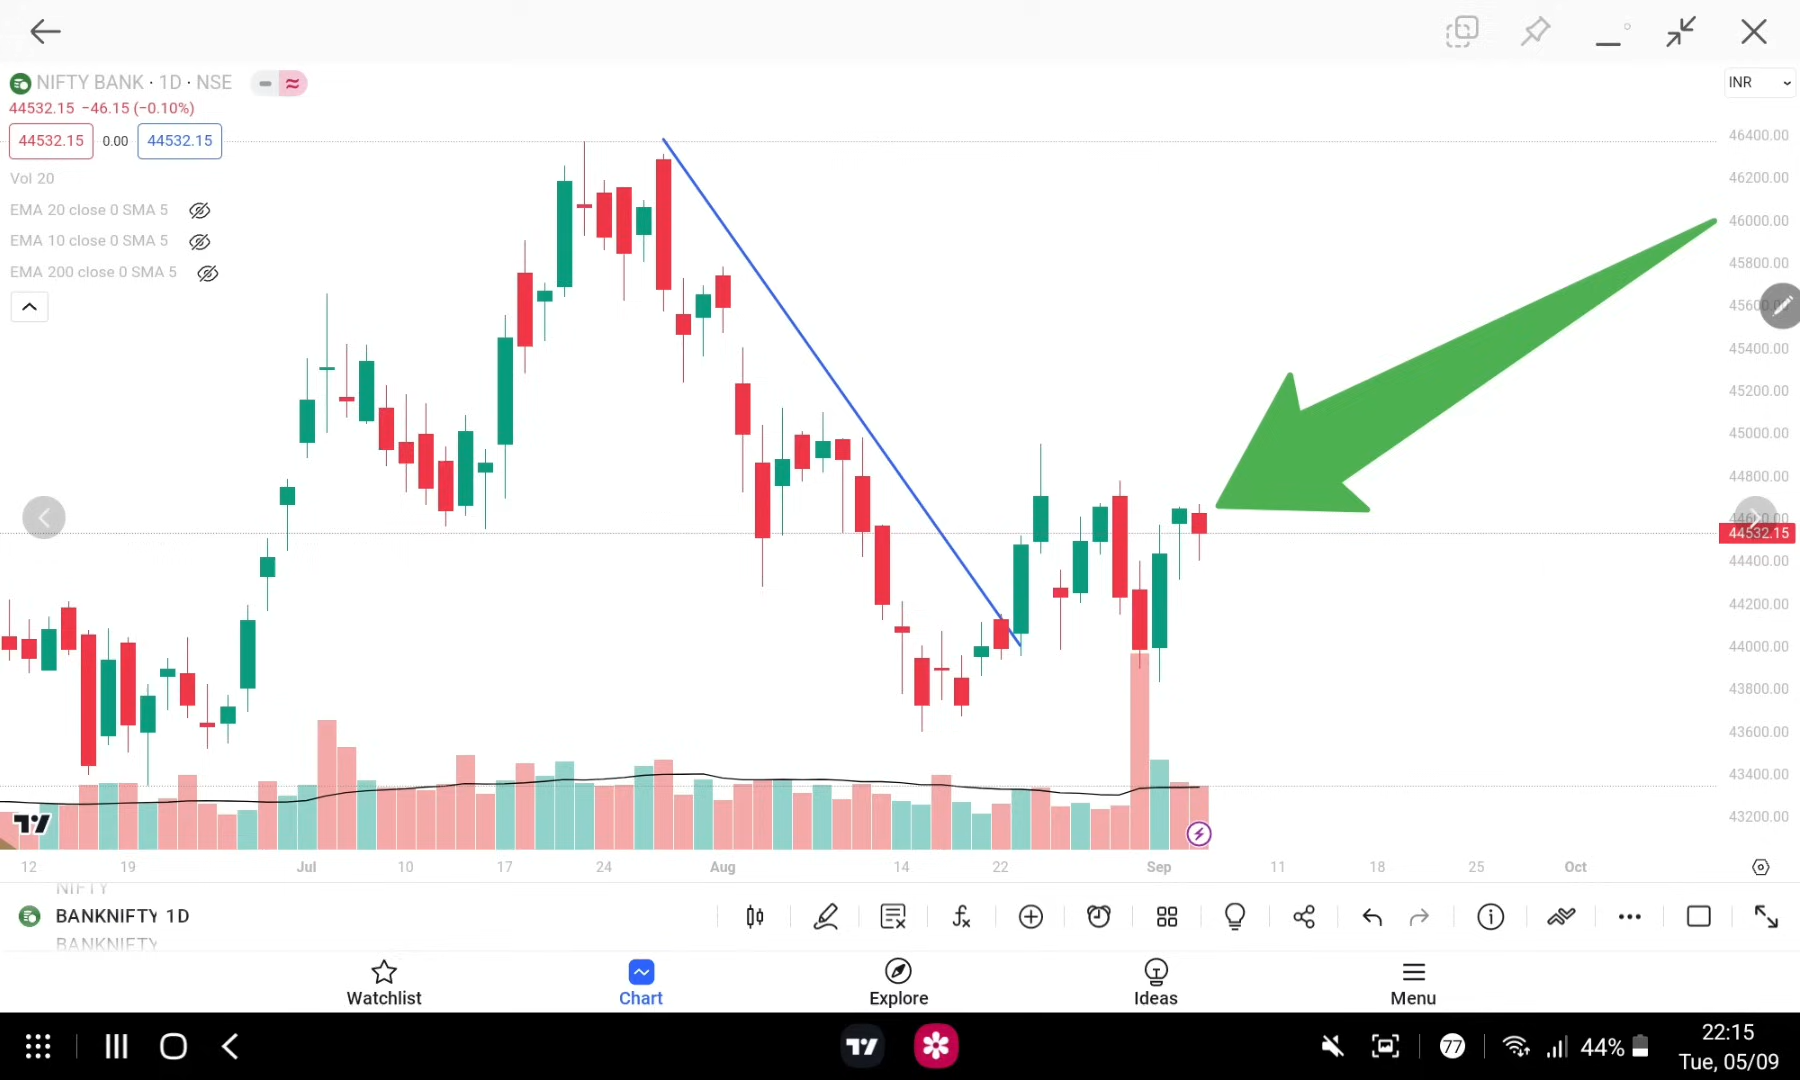 NIFTY BANK · 1D · NSE
INR
44532.15 −46.15 (−0.10%)
44532.15 0.00 44532.15
Vol 20
EMA 20 close 0 SMA 5
EMA 10 close 0 SMA 5
EMA 200 close 0 SMA 5
46400.00
46200.00
46000.00
45800.00
45400.00
45200.00
45000.00
44800.00
44532.15
44400.00
44200.00
44000.00
43800.00
43600.00
43400.00
43200.00
12 19 Jul 10 17 24 Aug 14 22 Sep 11 18 25 Oct
NIFTY
BANKNIFTY 1D
BANKNIFTY
Watchlist Chart Explore Ideas Menu
77 44% 22:15
Tue, 05/09